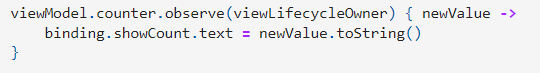 viewModel.counter.observe(viewLifecycleOwner) { newValue ->
    binding.showCount.text = newValue.toString()
}